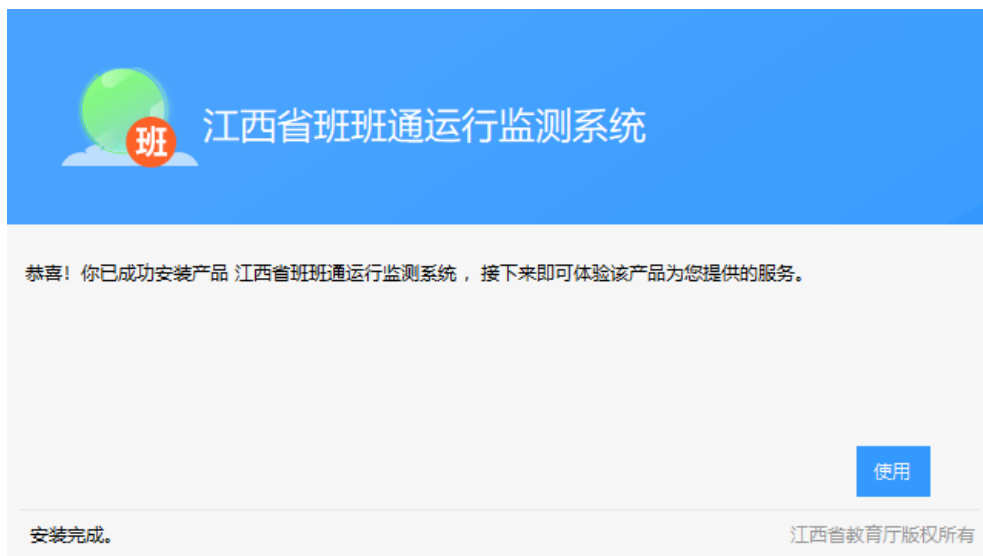 班
江西省班班通运行监测系统
恭喜！你已成功安装产品 江西省班班通运行监测系统 ，接下来即可体验该产品为您提供的服务。
使用
安装完成。
江西省教育厅版权所有